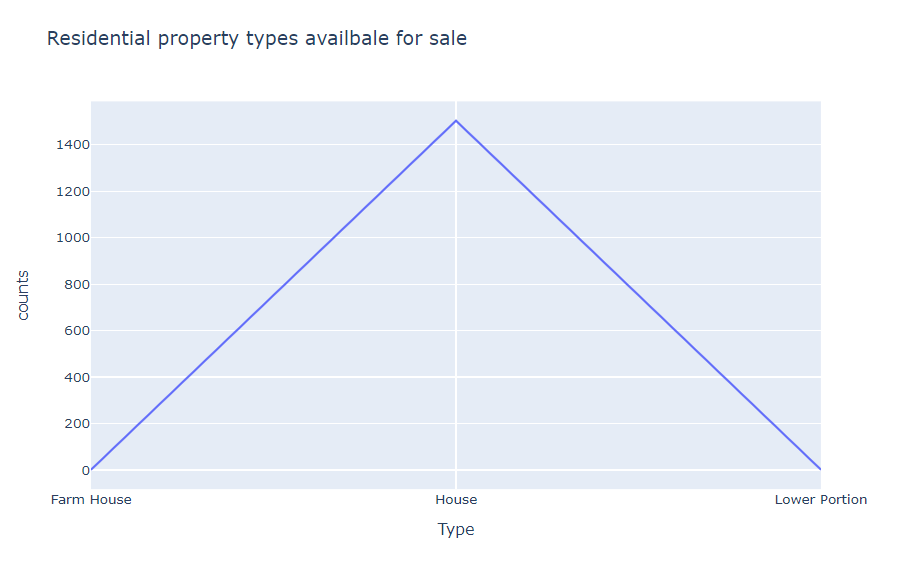 Residential property types availbale for sale
1400
1200
1000
800
600
400
200
0
counts
Farm House House Lower Portion
Type